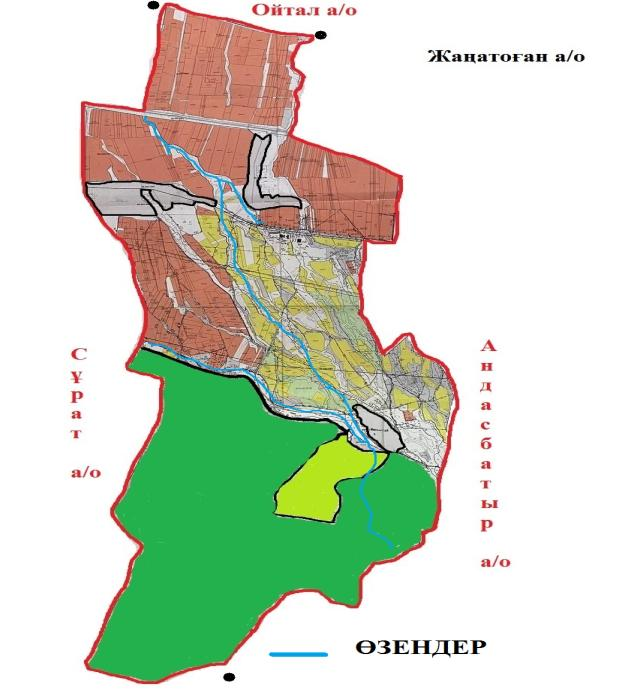 Ойтал а/о
Жаңатоған а/о
Сұрат а/о
Андасбатыр а/о
ӨЗЕНДЕР